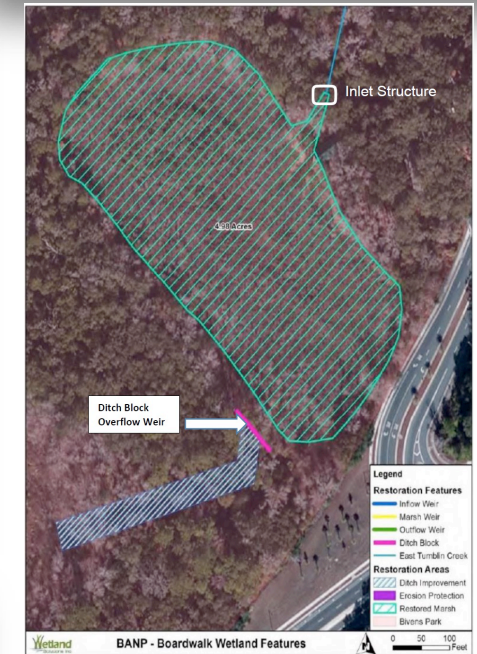 Inlet Structure
4.98 Acres
Ditch Block
Overflow Weir
Legend
Restoration Features
Inflow Weir
Marsh Weir
Outflow Weir
Ditch Block
East Tumblin Creek
Restoration Areas
Ditch Improvement
Erosion Protection
Restored Marsh
Bivens Park
Wetland
BANP - Boardwalk Wetland Features
0 50 100
Feet